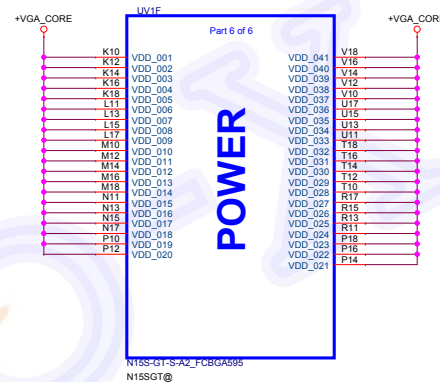 UV1F
+VGA_CORE
+VGA_CORE
Part 6 of 6
K10 VDD_001
K12 VDD_002
K14 VDD_003
K16 VDD_004
K18 VDD_005
L11 VDD_006
L13 VDD_007
L15 VDD_008
L17 VDD_009
M10 VDD_010
M12 VDD_011
M14 VDD_012
M16 VDD_013
M18 VDD_014
N11 VDD_015
N13 VDD_016
N15 VDD_017
N17 VDD_018
P10 VDD_019
P12 VDD_020
POWER
VDD_041 V18
VDD_040 V16
VDD_039 V14
VDD_038 V12
VDD_037 V10
VDD_036 U17
VDD_035 U15
VDD_034 U13
VDD_033 U11
VDD_032 T18
VDD_031 T16
VDD_030 T14
VDD_029 T12
VDD_028 T10
VDD_027 R17
VDD_026 R15
VDD_025 R13
VDD_024 R11
VDD_023 P18
VDD_022 P16
VDD_021 P14
N15S-GT-S-A2_FCBGA595
N15SGT@